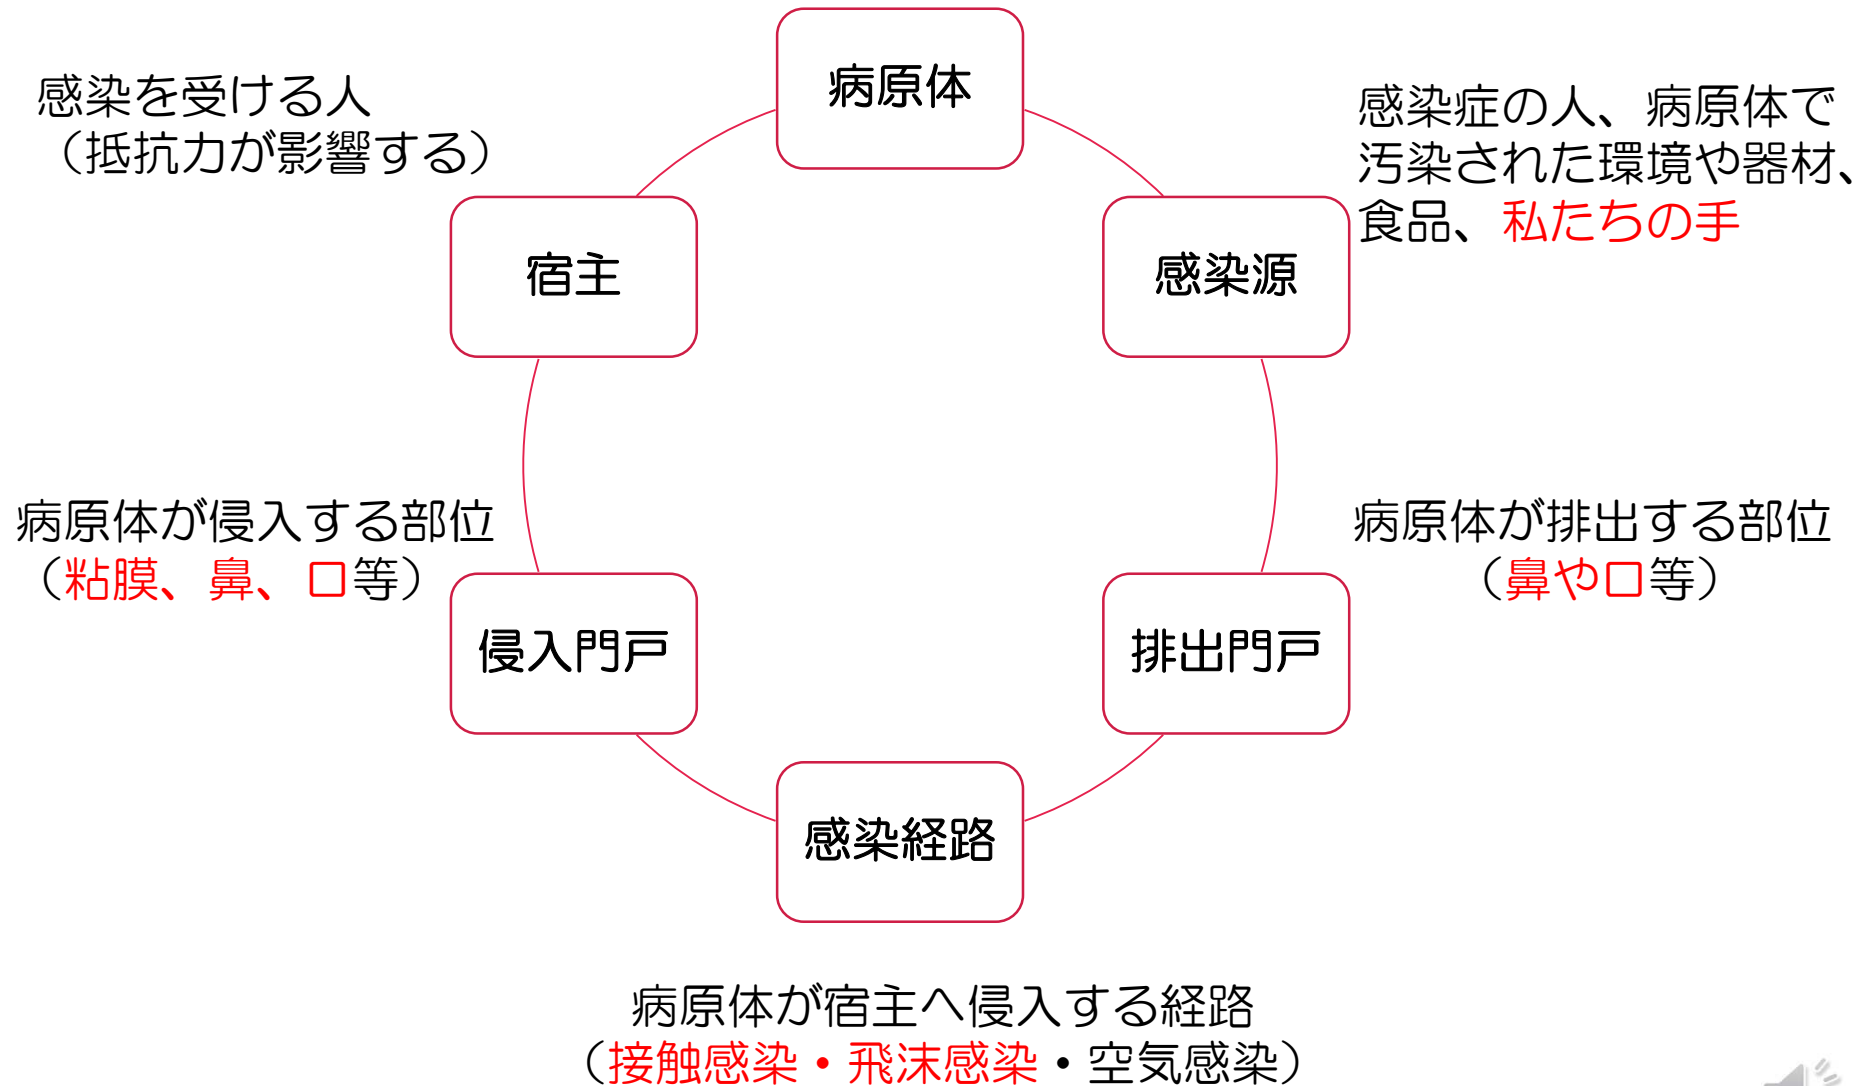 病原体
感染を受ける人
（抵抗力が影響する）
感染症の人、病原体で
汚染された環境や器材、
食品、私たちの手
宿主
感染源
病原体が侵入する部位
（粘膜、鼻、口等）
病原体が排出する部位
（鼻や口等）
侵入門戸
排出門戸
感染経路
病原体が宿主へ侵入する経路
（接触感染・飛沫感染・空気感染）